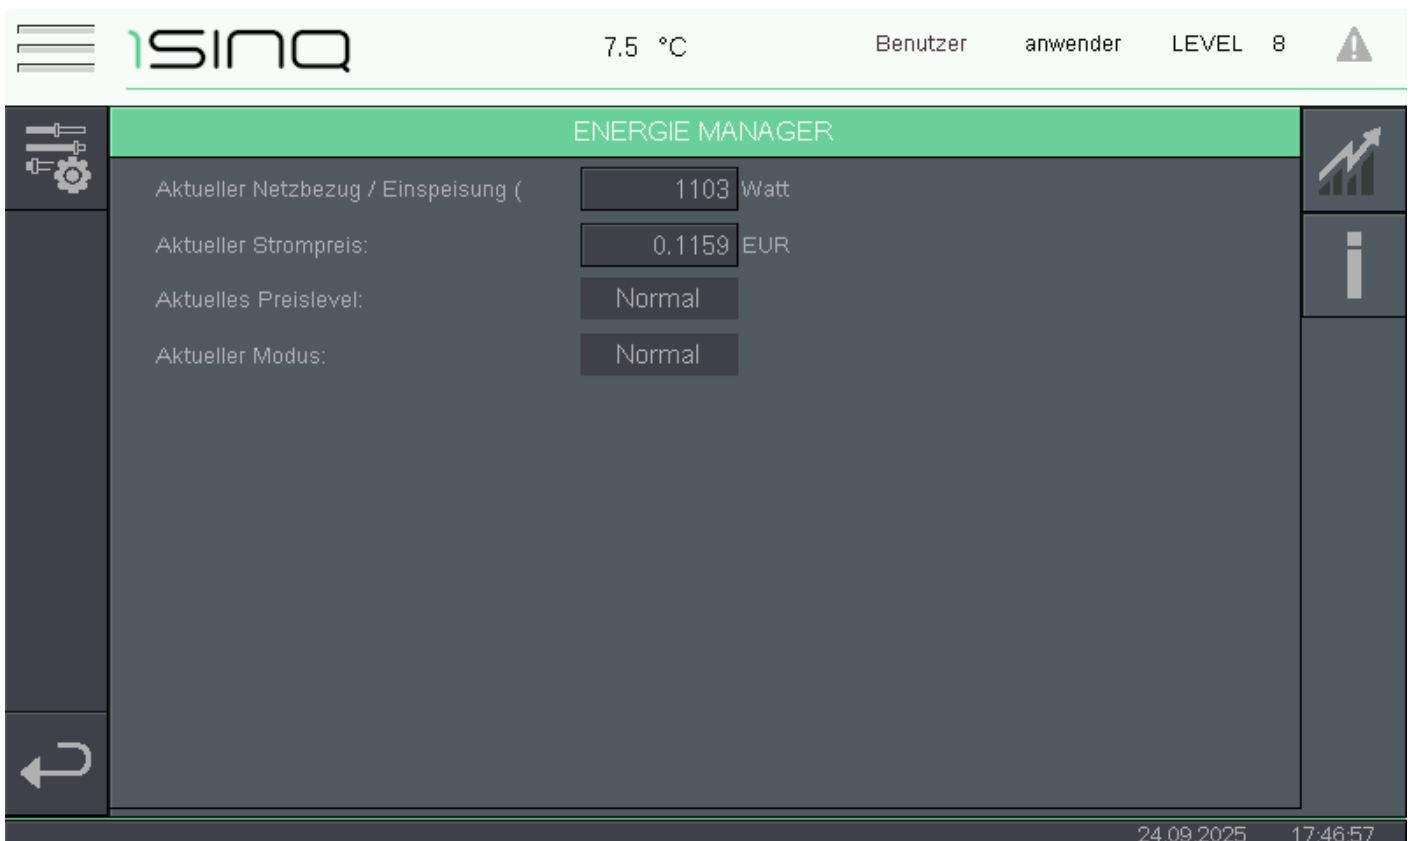 ısınq 7.5 °C Benutzer anwender LEVEL 8
ENERGIE MANAGER
Aktueller Netzbezug / Einspeisung ( 1103 Watt
Aktueller Strompreis: 0.1159 EUR
Aktuelles Preislevel: Normal
Aktueller Modus: Normal
24.09.2025 17:46:57